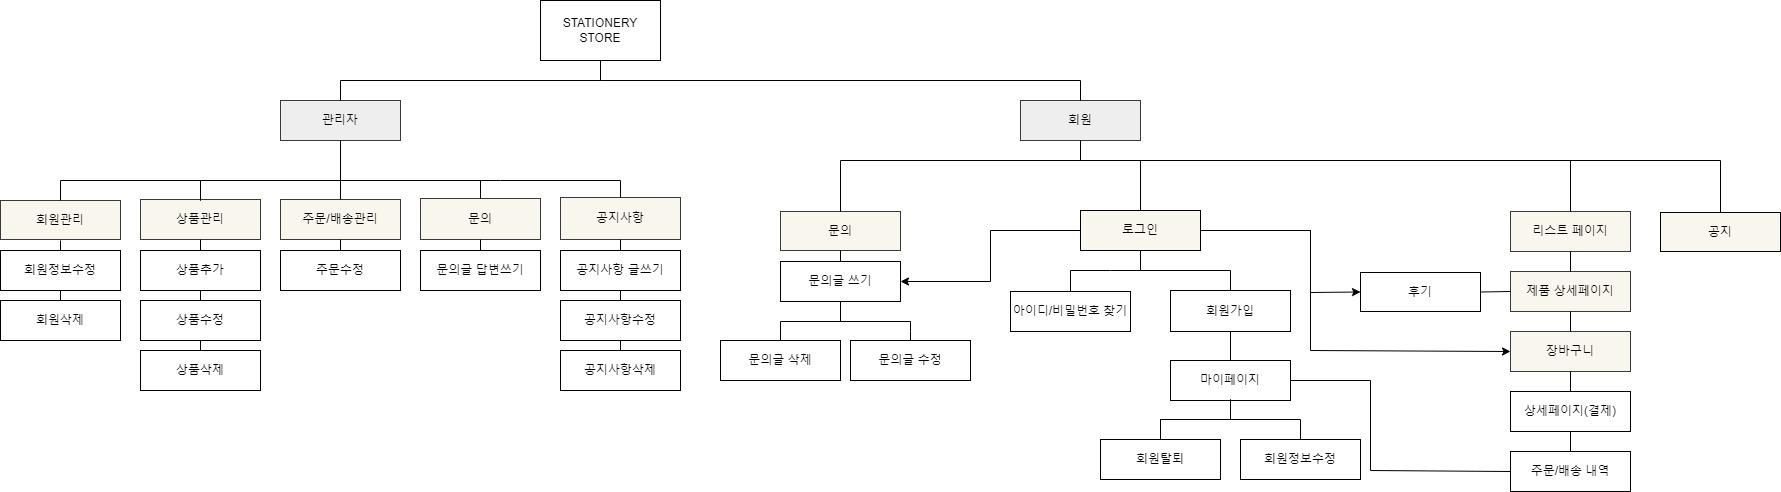 STATIONERY
STORE
관리자
회원
회원관리
상품관리
주문/배송관리
문의
공지사항
회원정보수정
상품추가
주문수정
문의글 답변쓰기
공지사항 글쓰기
회원삭제
상품수정
공지사항수정
상품삭제
공지사항삭제
문의
로그인
리스트 페이지
공지
문의글 쓰기
후기
제품 상세페이지
아이디/비밀번호 찾기
회원가입
문의글 삭제
문의글 수정
장바구니
마이페이지
상세페이지(결제)
회원탈퇴
회원정보수정
주문/배송 내역